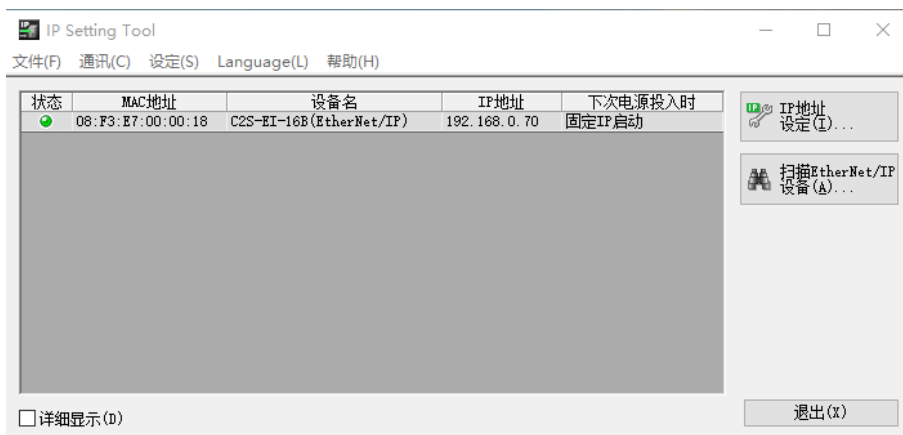 IP Setting Tool
文件(F) 通讯(C) 设定(S) Language(L) 帮助(H)
状态 MAC地址 设备名 IP地址 下次电源投入时
08:F3:E7:00:00:18 C2S-EI-16B(EtherNet/IP) 192.168.0.70 固定IP启动
IP地址
设定(I)...
扫描EtherNet/IP
设备(A)...
详细显示(D)
退出(X)